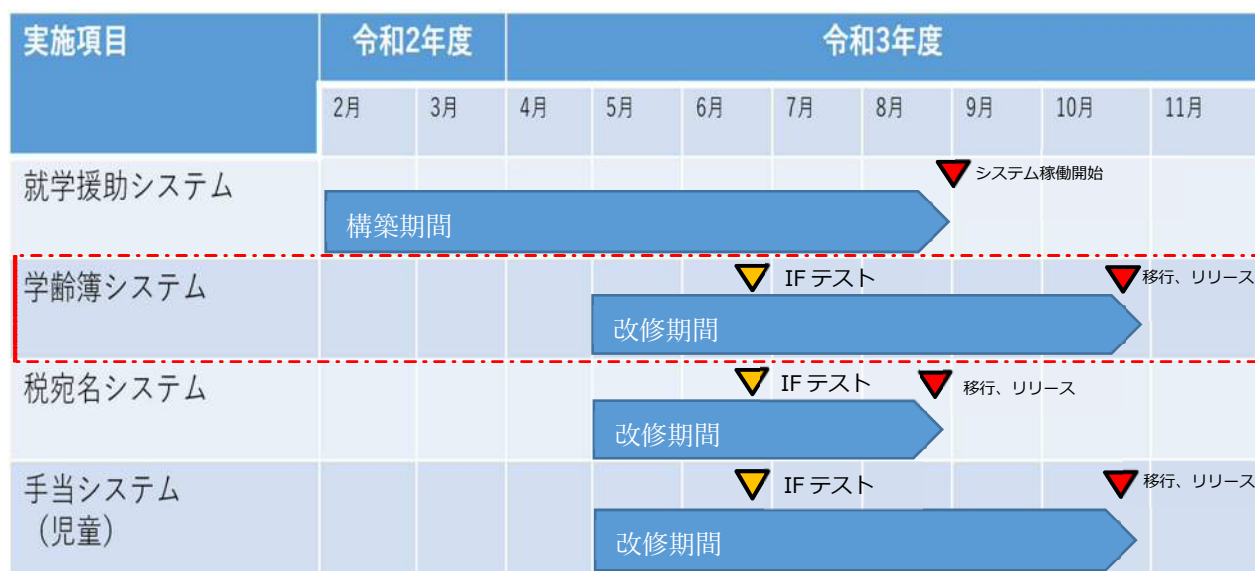 実施項目
令和2年度
令和3年度
2月
3月
4月
5月
6月
7月
8月
9月
10月
11月
就学援助システム
システム稼働開始
構築期間
学齢簿システム
IFテスト
移行、リリース
改修期間
税宛名システム
IFテスト
移行、リリース
改修期間
手当システム
（児童）
IFテスト
移行、リリース
改修期間